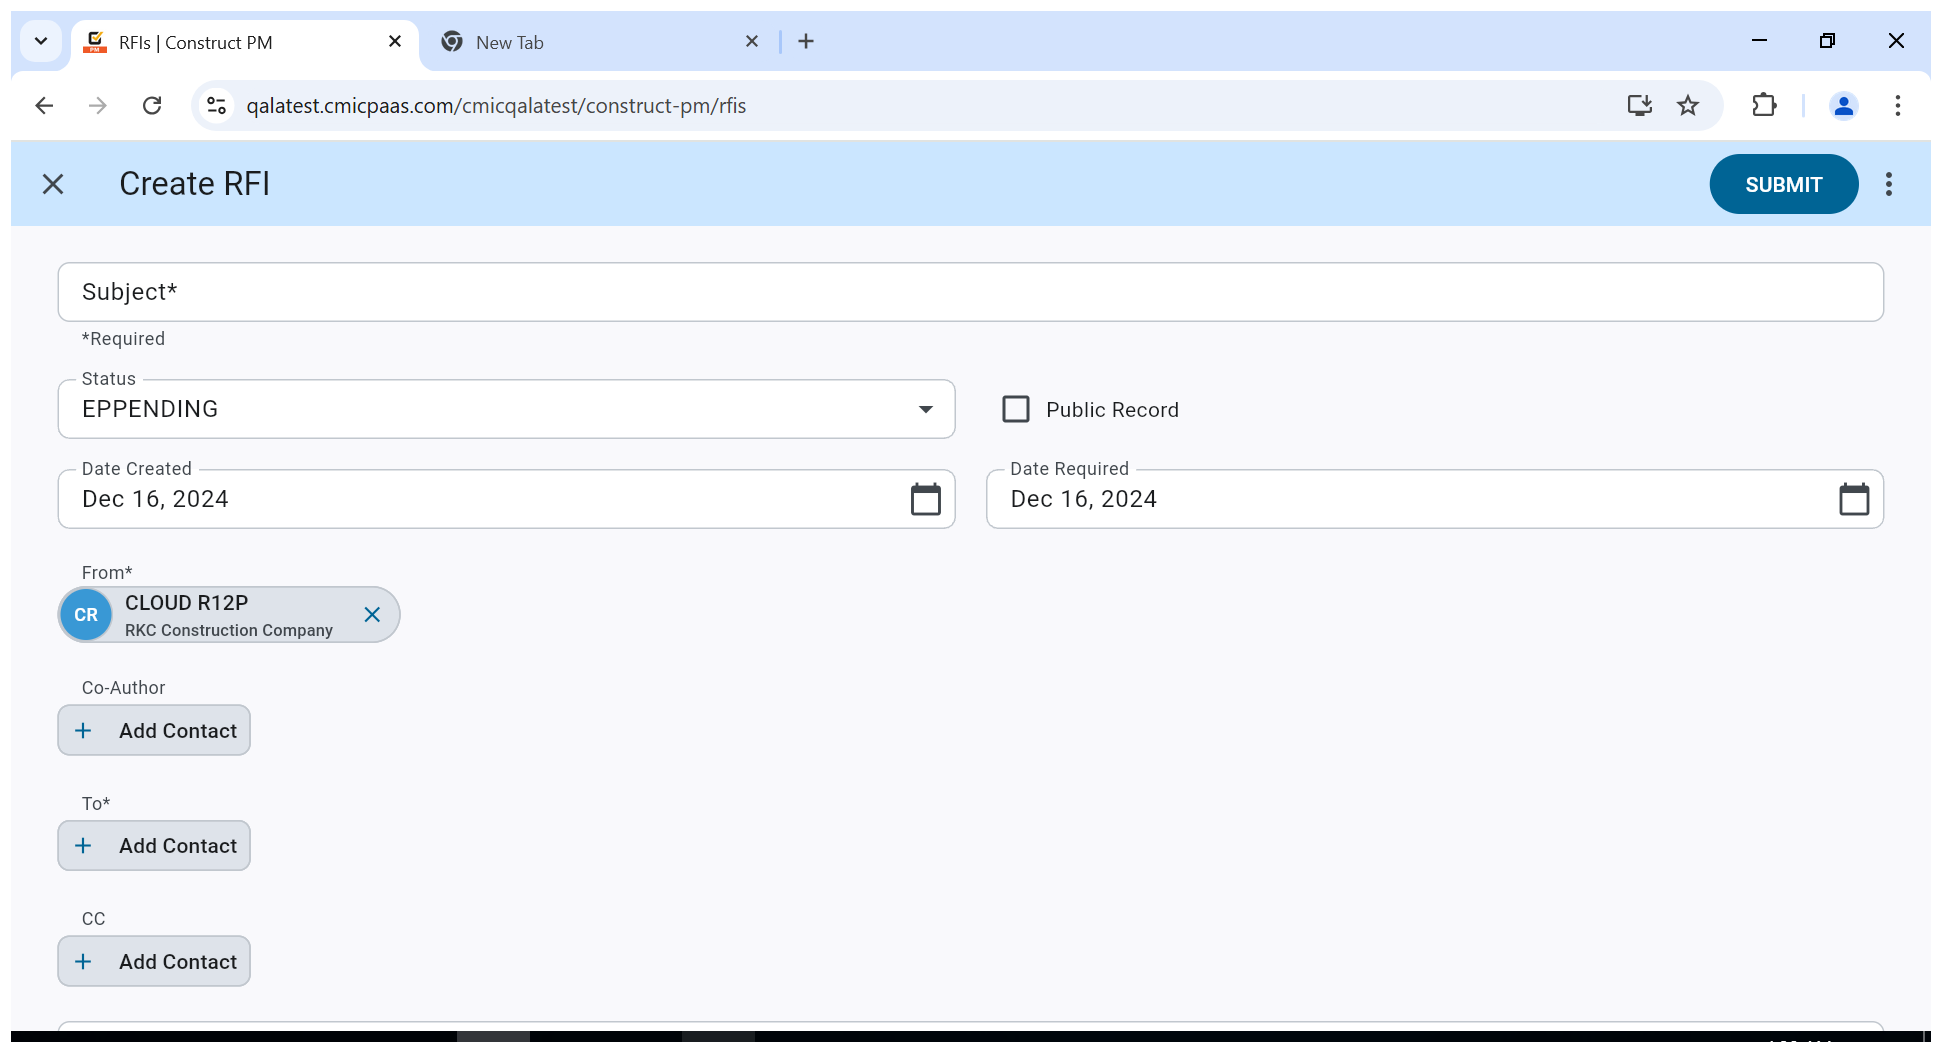 RFIs | Construct PM
New Tab
qalatest.cmicpaas.com/cmicqalatest/construct-pm/rfis
Create RFI
SUBMIT
Subject*
*Required
Status
EPPENDING
Public Record
Date Created
Dec 16, 2024
Date Required
Dec 16, 2024
From*
CR
CLOUD R12P
RKC Construction Company
Co-Author
+ Add Contact
To*
+ Add Contact
CC
+ Add Contact